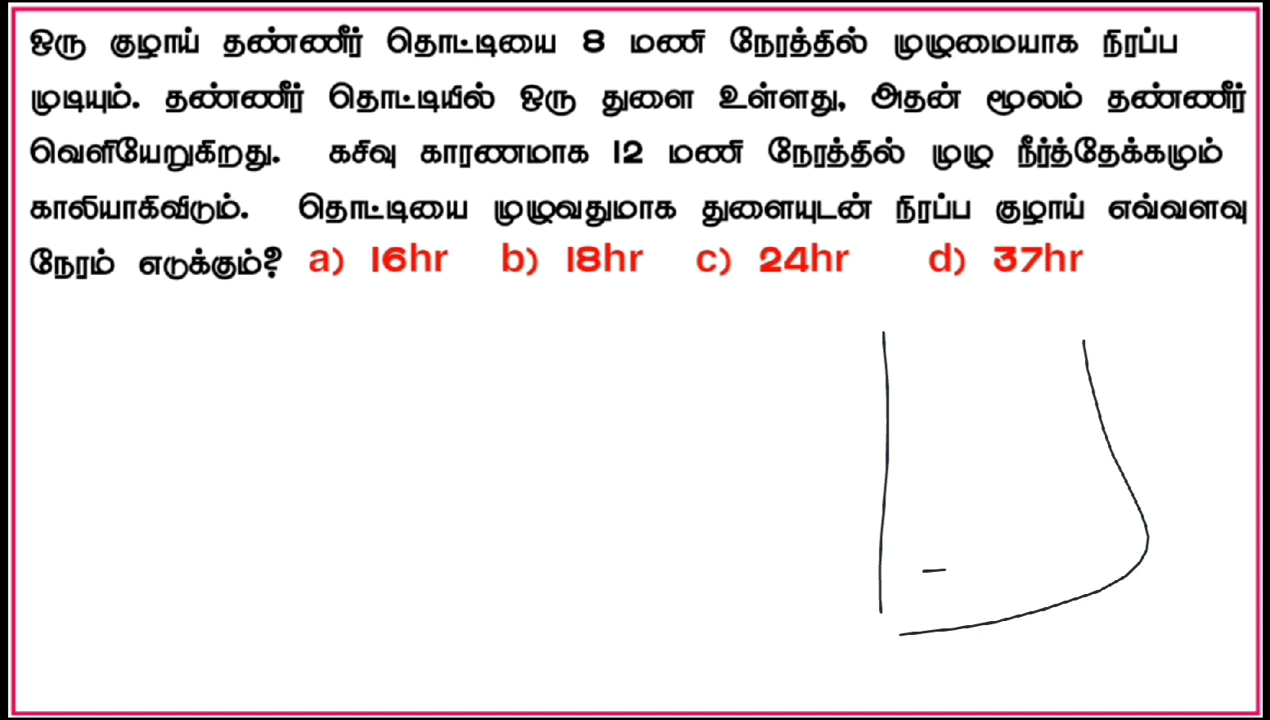 ஒரு குழாய் தண்ணீர் தொட்டியை 8 மணி நேரத்தில் முழுமையாக நிரப்ப
முடியும். தண்ணீர் தொட்டியில் ஒரு துளை உள்ளது, அதன் மூலம் தண்ணீர்
வெளியேறுகிறது. கசிவு காரணமாக 12 மணி நேரத்தில் முழு நீர்த்தேக்கமும்
காலியாகிவிடும். தொட்டியை முழுவதுமாக துளையுடன் நிரப்ப குழாய் எவ்வளவு
நேரம் எடுக்கும்? a) 16hr b) 18hr c) 24hr d) 37hr